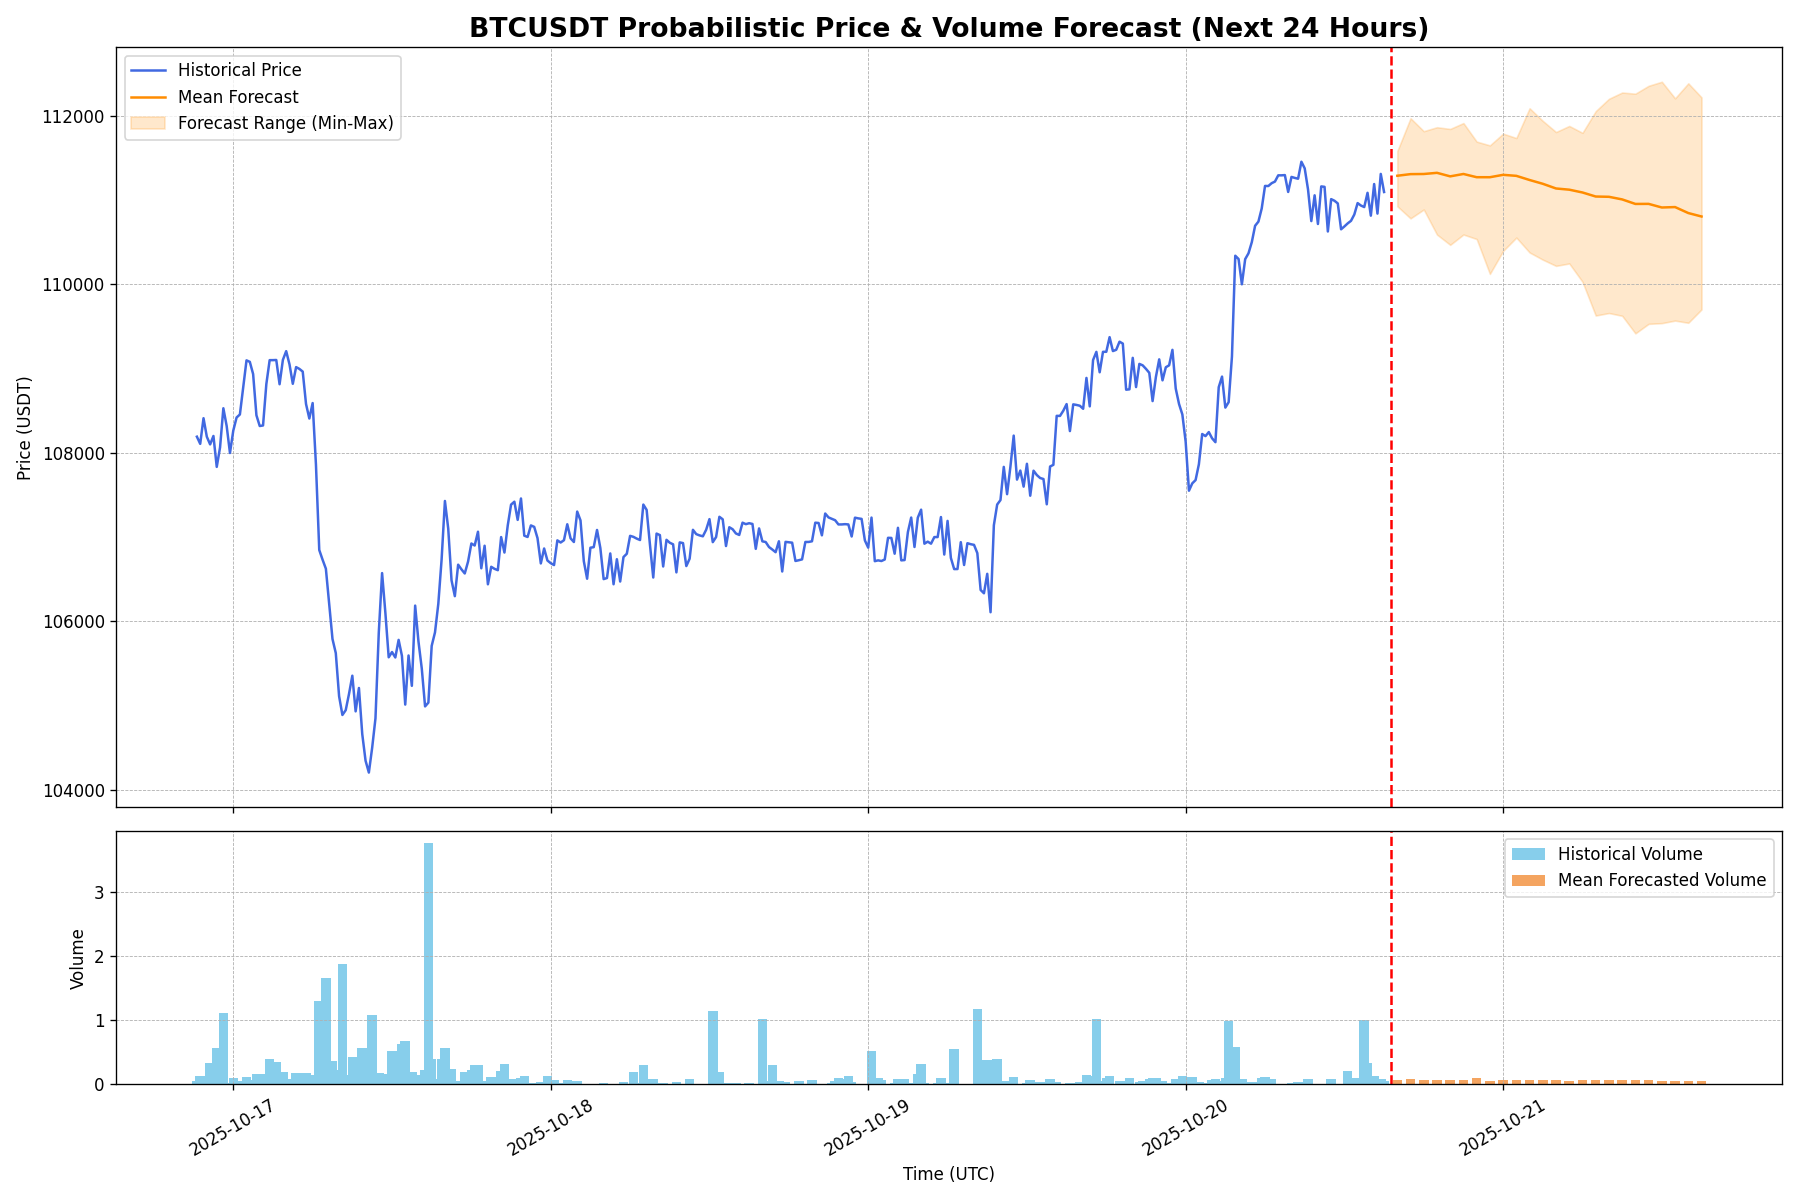 BTCUSDT Probabilistic Price & Volume Forecast (Next 24 Hours)
Historical Price
Mean Forecast
Forecast Range (Min-Max)
112000
110000
108000
106000
104000
Price (USDT)
Historical Volume
Mean Forecasted Volume
3
2
1
0
Volume
2025-10-17
2025-10-18
2025-10-19
2025-10-20
2025-10-21
Time (UTC)